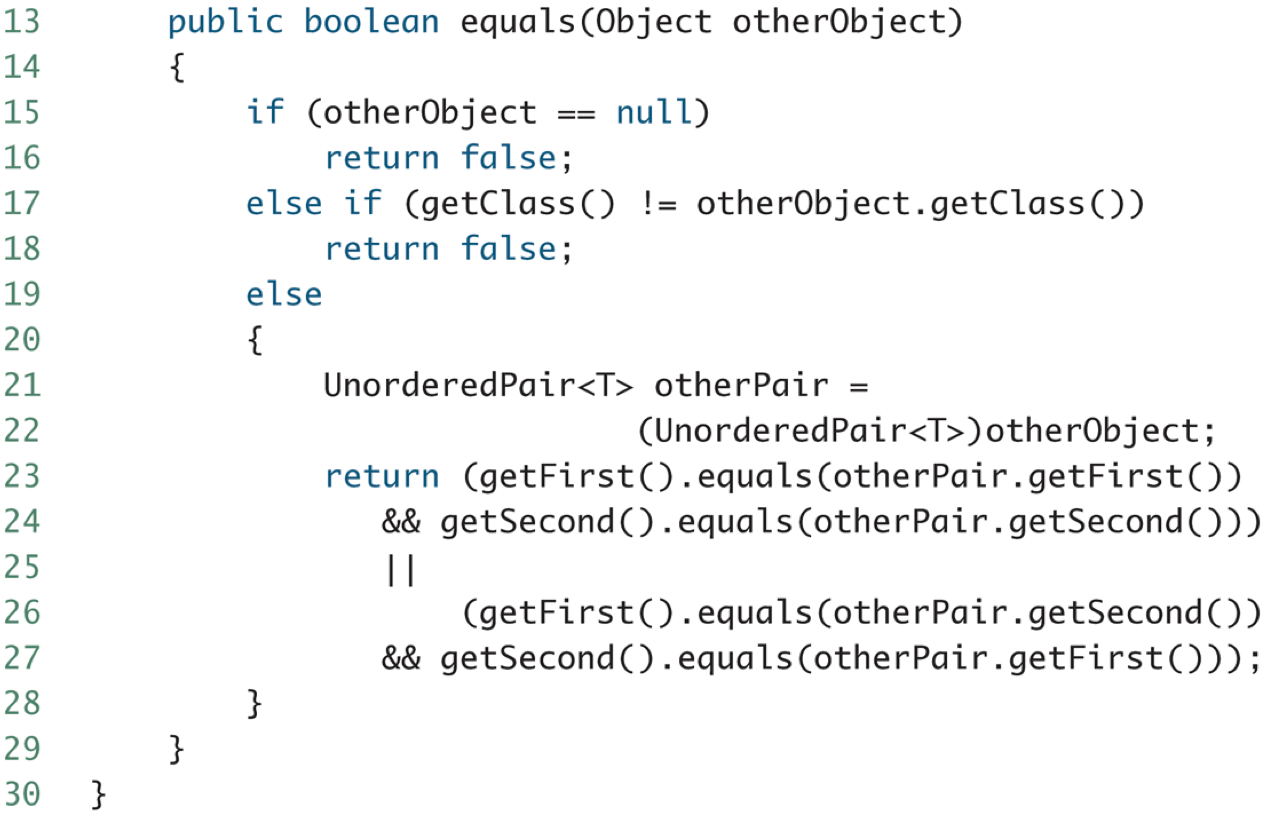 13 public boolean equals(Object otherObject)
14 {
15 if (otherObject == null)
16 return false;
17 else if (getClass() != otherObject.getClass())
18 return false;
19 else
20 {
21 UnorderedPair<T> otherPair =
22 (UnorderedPair<T>)otherObject;
23 return (getFirst().equals(otherPair.getFirst())
24 && getSecond().equals(otherPair.getSecond()))
25 ||
26 (getFirst().equals(otherPair.getSecond())
27 && getSecond().equals(otherPair.getFirst()));
28 }
29 }
30 }